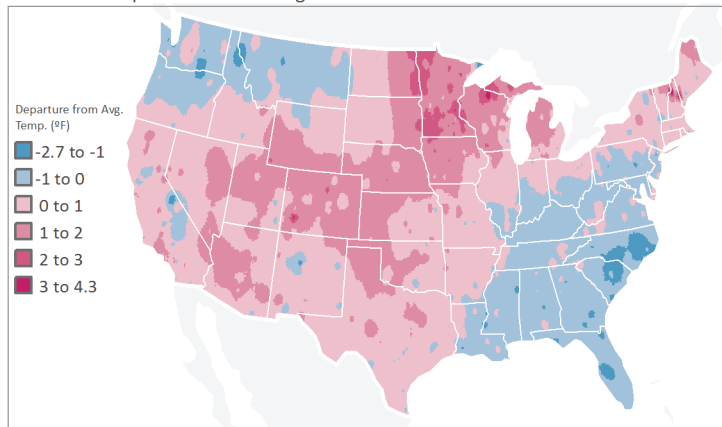 Departure from Avg.
Temp. (ºF)
-2.7 to -1
-1 to 0
0 to 1
1 to 2
2 to 3
3 to 4.3